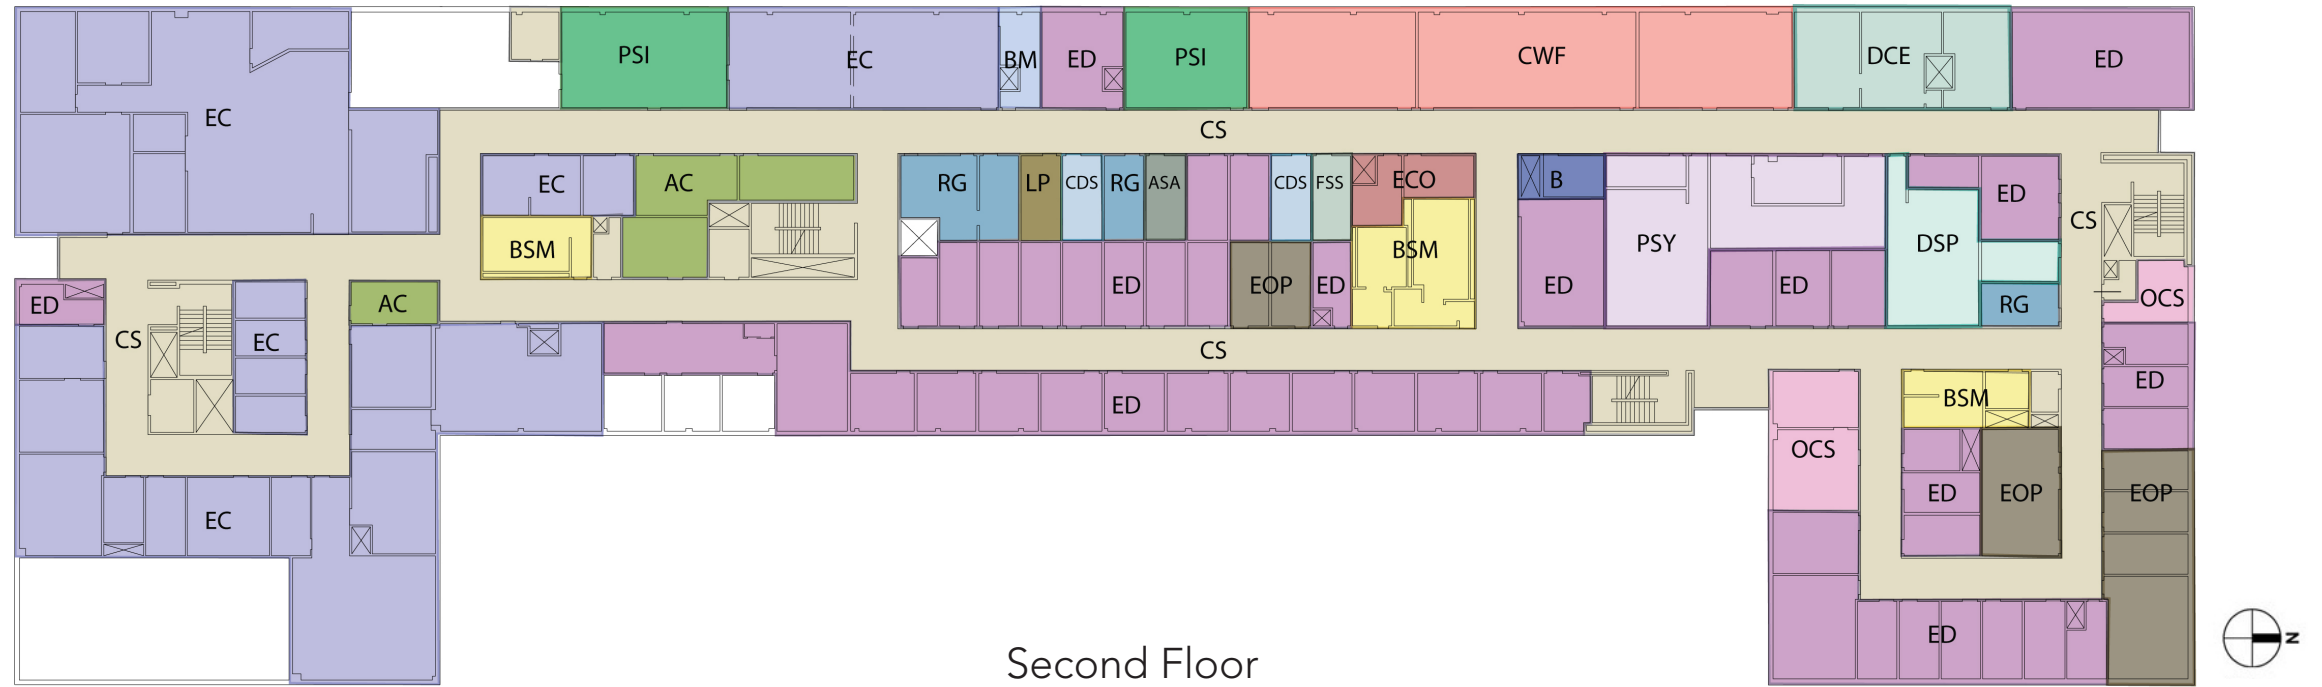 PSI
EC
BM
ED
PSI
CWF
DCE
ED
EC
CS
EC
AC
RG
LP
CDS
RG
ASA
CDS
FSS
ECO
B
ED
CS
BSM
BSM
PSY
DSP
ED
EOP
ED
ED
ED
RG
OCS
ED
AC
CS
EC
CS
ED
ED
BSM
OCS
EC
ED
EOP
EOP
ED
Second Floor
N